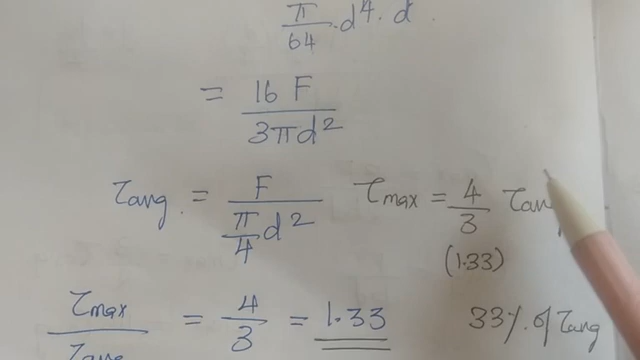 π/64 · d⁴ · d
= 16 F / 3πd²
τavg. = F / (π/4 d²) τmax = 4/3
(1.33)
τmax / τavg = 4/3 = 1.33 33% of τavg